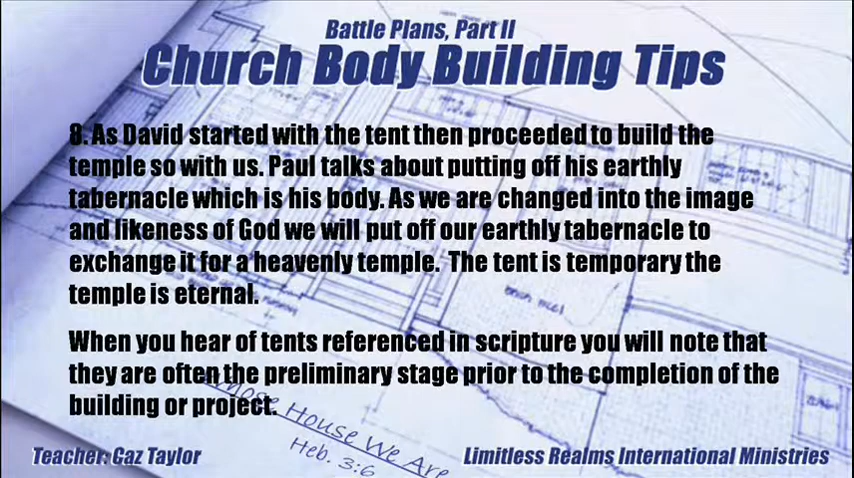 Battle Plans, Part II
Church Body Building Tips
8. As David started with the tent then proceeded to build the
temple so with us. Paul talks about putting off his earthly
tabernacle which is his body. As we are changed into the image
and likeness of God we will put off our earthly tabernacle to
exchange it for a heavenly temple. The tent is temporary the
temple is eternal.
When you hear of tents referenced in scripture you will note that
they are often the preliminary stage prior to the completion of the
building or project.
Whose House We Are
Heb. 3:6
Teacher: Caz Taylor
Limitless Realms International Ministries